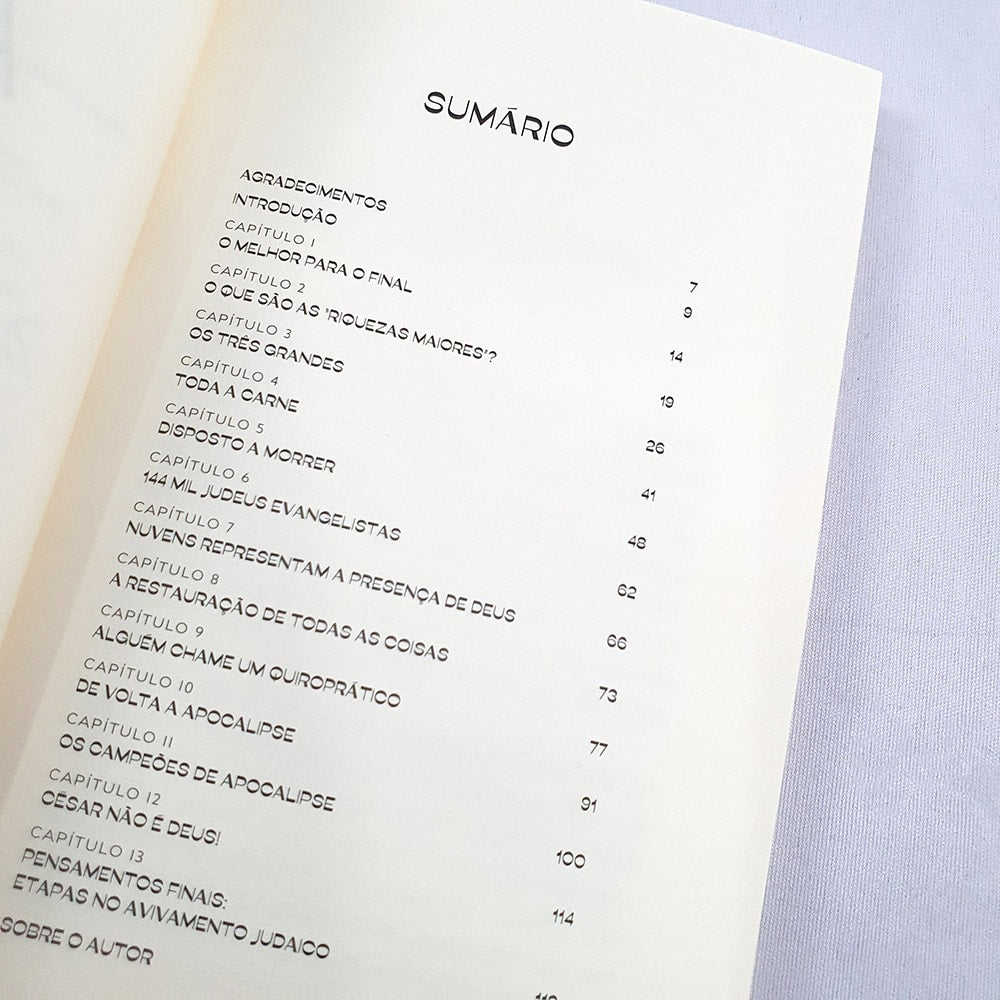 SUMÁRIO
AGRADECIMENTOS 7
INTRODUÇÃO 9
CAPÍTULO 1
O MELHOR PARA O FINAL 14
CAPÍTULO 2
O QUE SÃO AS "RIQUEZAS MAIORES"? 19
CAPÍTULO 3
OS TRÊS GRANDES 26
CAPÍTULO 4
TODA A CARNE 41
CAPÍTULO 5
DISPOSTO A MORRER 48
CAPÍTULO 6
144 MIL JUDEUS EVANGELISTAS 62
CAPÍTULO 7
NUVENS REPRESENTAM A PRESENÇA DE DEUS 66
CAPÍTULO 8
A RESTAURAÇÃO DE TODAS AS COISAS 73
CAPÍTULO 9
ALGUÉM CHAME UM QUIROPRÁTICO 77
CAPÍTULO 10
DE VOLTA A APOCALIPSE 91
CAPÍTULO 11
OS CAMPEÕES DE APOCALIPSE 100
CAPÍTULO 12
CÉSAR NÃO É DEUS! 114
CAPÍTULO 13
PENSAMENTOS FINAIS:
ETAPAS NO AVIVAMENTO JUDAICO
SOBRE O AUTOR